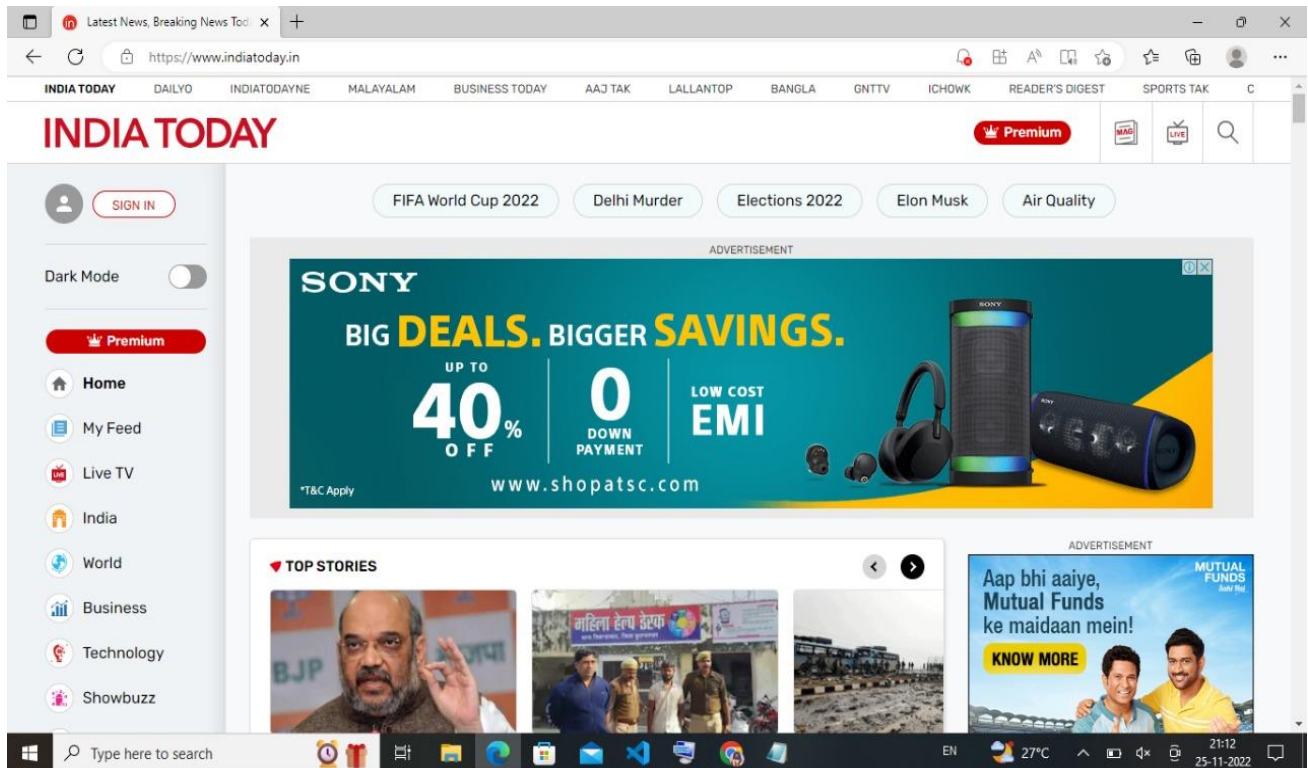 Latest News, Breaking News Tod
https://www.indiatoday.in
INDIA TODAY DAILYO INDIATODAYNE MALAYALAM BUSINESS TODAY AAJ TAK LALLANTOP BANGLA GNTTV ICHOWK READER'S DIGEST SPORTS TAK C
INDIA TODAY
Premium
MAG
LIVE
SIGN IN
FIFA World Cup 2022 Delhi Murder Elections 2022 Elon Musk Air Quality
Dark Mode
Premium
Home
My Feed
Live TV
India
World
Business
Technology
Showbuzz
ADVERTISEMENT
SONY
BIG DEALS. BIGGER SAVINGS.
UP TO
40%
OFF
0
DOWN
PAYMENT
LOW COST
EMI
*T&C Apply
www.shopatsc.com
SONY
TOP STORIES
BJP
महिला हेल्प डेस्क
ADVERTISEMENT
Aap bhi aaiye,
Mutual Funds
ke maidaan mein!
KNOW MORE
MUTUAL
FUNDS
Sahi Hai
Type here to search
EN
27°C
21:12
25-11-2022